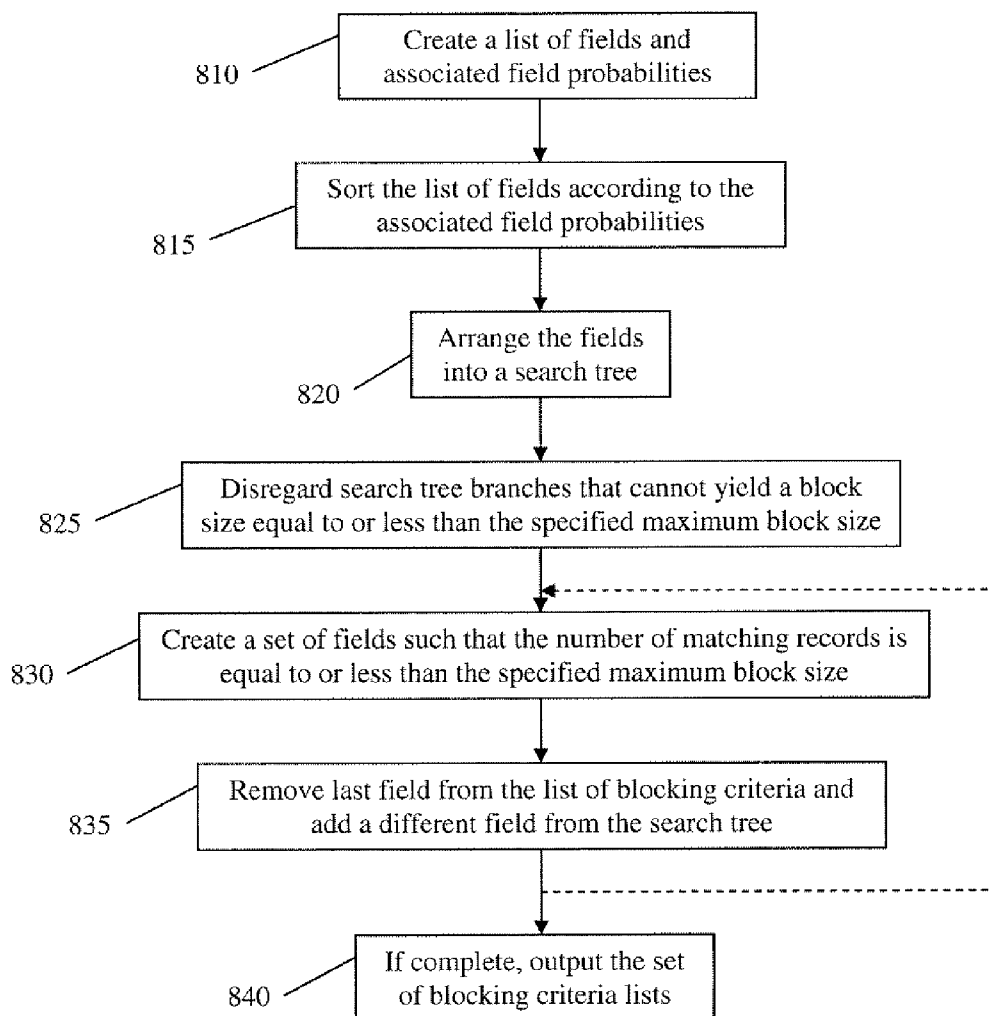 Create a list of fields and
associated field probabilities
810
Sort the list of fields according to the
associated field probabilities
815
Arrange the fields
into a search tree
820
Disregard search tree branches that cannot yield a block
size equal to or less than the specified maximum block size
825
Create a set of fields such that the number of matching records is
equal to or less than the specified maximum block size
830
Remove last field from the list of blocking criteria and
add a different field from the search tree
835
If complete, output the set
of blocking criteria lists
840